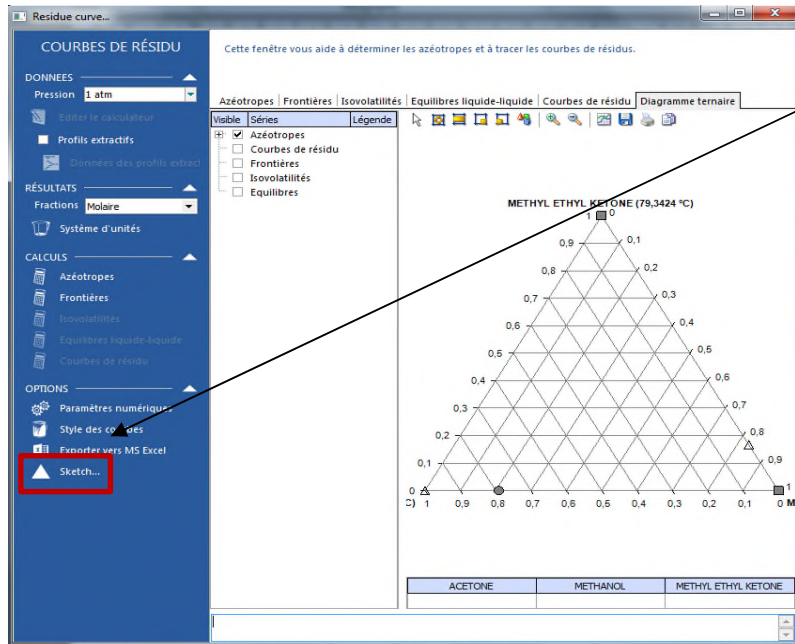 Residue curve...
COURBES DE RÉSIDU
Cette fenêtre vous aide à déterminer les azéotropes et à tracer les courbes de résidus.
DONNEES
Pression 1 atm
Editer le calculateur
Profils extractifs
Données des profils extract
RÉSULTATS
Fractions Molaire
Système d'unités
CALCULS
Azéotropes
Frontières
Isovolatilités
Equilibres liquide-liquide
Courbes de résidu
OPTIONS
Paramètres numériques
Style des courbes
Exporter vers MS Excel
Sketch...
Azéotropes Frontières Isovolatilités Equilibres liquide-liquide Courbes de résidu Diagramme ternaire
Visible Séries Légende
Azéotropes
Courbes de résidu
Frontières
Isovolatilités
Equilibres
METHYL ETHYL KETONE (79,3424 °C)
1 0
0,9 0,1
0,8 0,2
0,7 0,3
0,6 0,4
0,5 0,5
0,4 0,6
0,3 0,7
0,2 0,8
0,1 0,9
0 1
C) 1 0,9 0,8 0,7 0,6 0,5 0,4 0,3 0,2 0,1 0 M
ACETONE METHANOL METHYL ETHYL KETONE